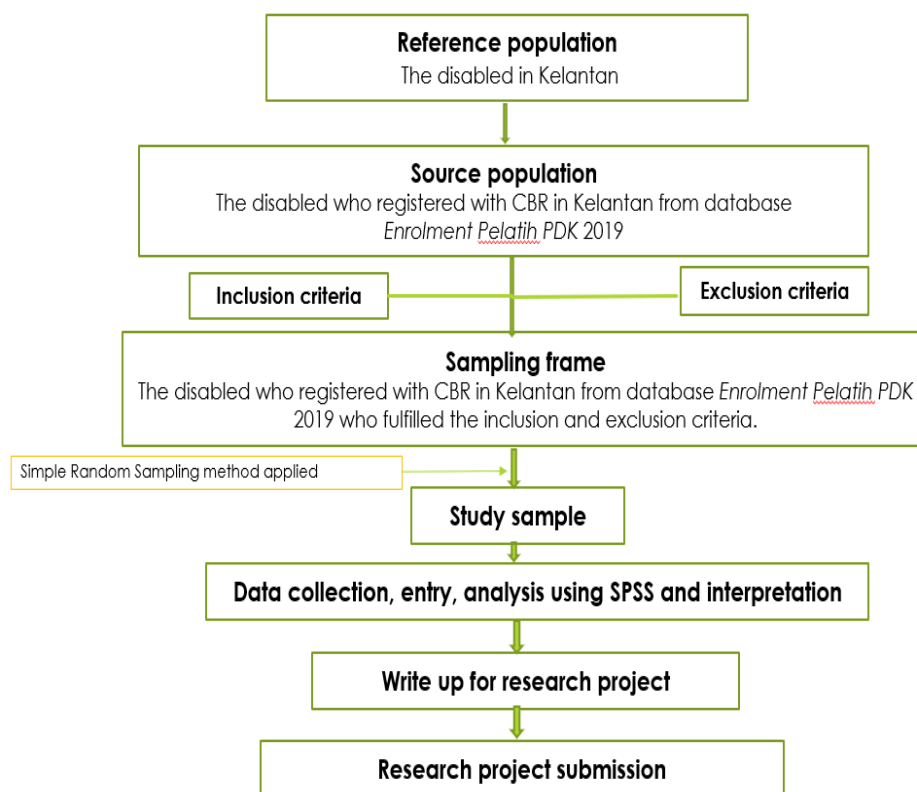 Reference population
The disabled in Kelantan
Source population
The disabled who registered with CBR in Kelantan from database
Enrolment Pelatih PDK 2019
Inclusion criteria
Exclusion criteria
Sampling frame
The disabled who registered with CBR in Kelantan from database Enrolment Pelatih PDK
2019 who fulfilled the inclusion and exclusion criteria.
Simple Random Sampling method applied
Study sample
Data collection, entry, analysis using SPSS and interpretation
Write up for research project
Research project submission